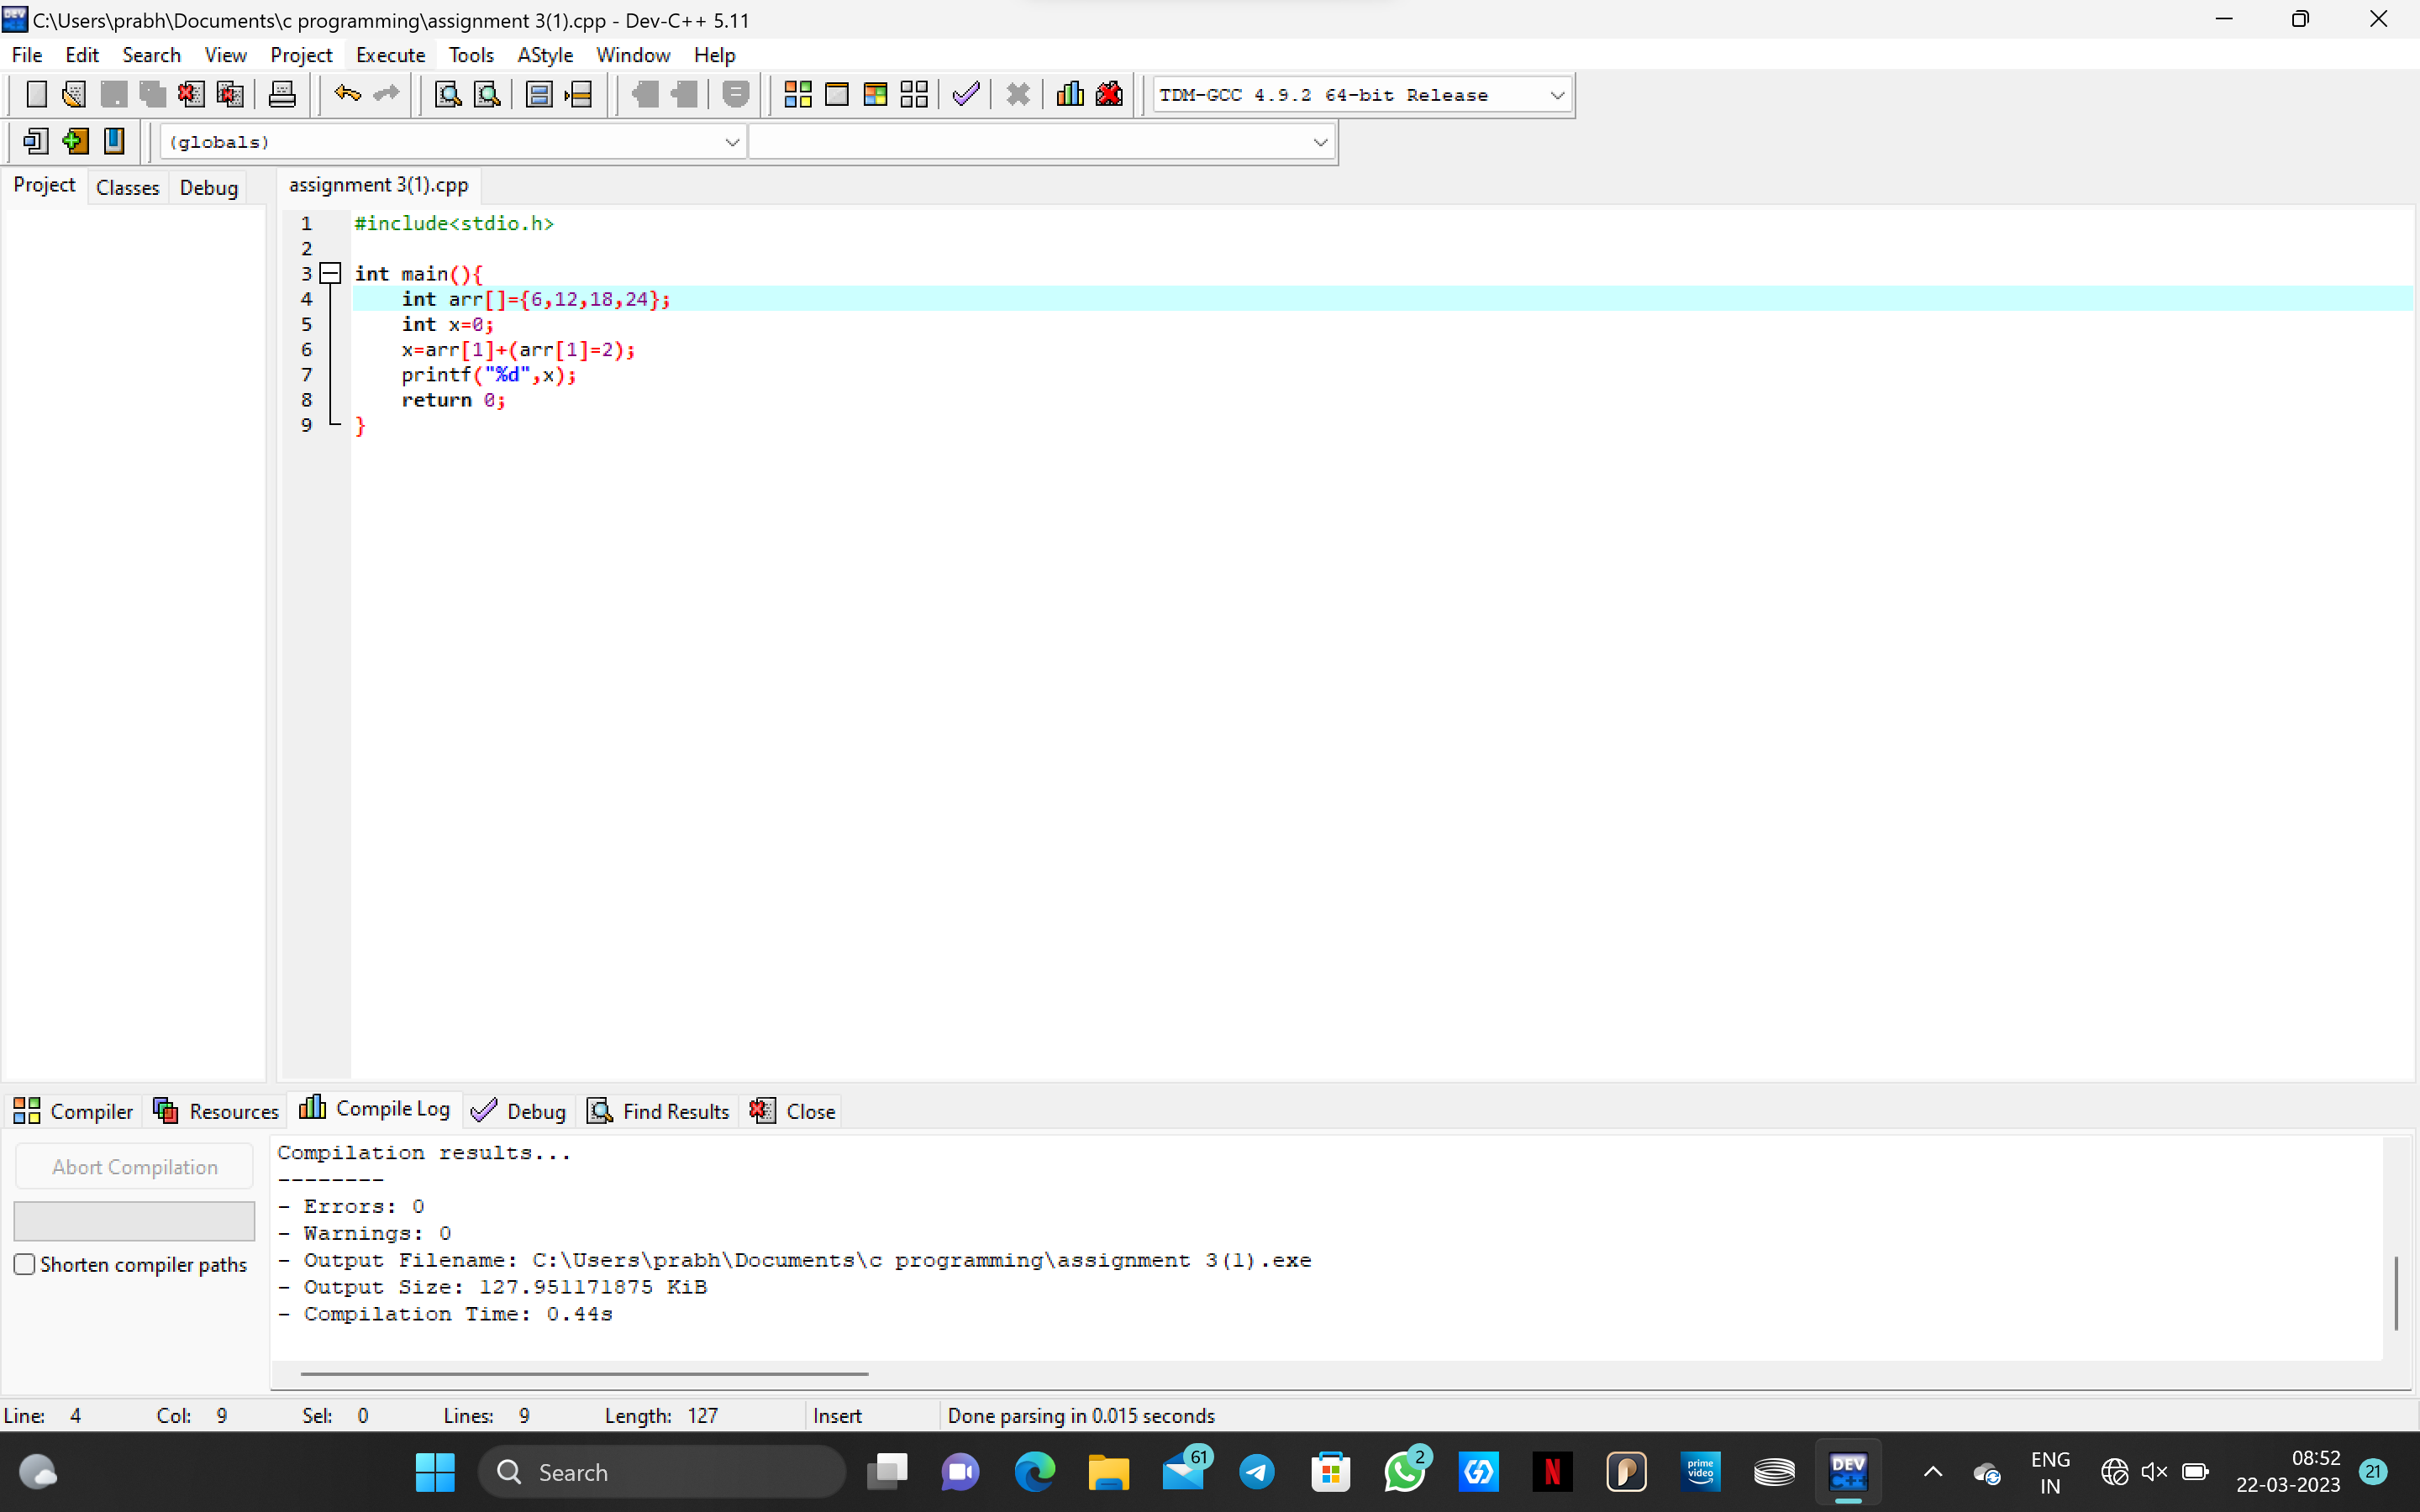 C:\Users\prabh\Documents\c programming\assignment 3(1).cpp - Dev-C++ 5.11
File Edit Search View Project Execute Tools AStyle Window Help
TDM-GCC 4.9.2 64-bit Release
(globals)
Project Classes Debug assignment 3(1).cpp
1 #include<stdio.h>
2
3 int main(){
4 int arr[]={6,12,18,24};
5 int x=0;
6 x=arr[1]+(arr[1]=2);
7 printf("%d",x);
8 return 0;
9 }
Compiler Resources Compile Log Debug Find Results Close
Abort Compilation
Shorten compiler paths
Compilation results...
--------
- Errors: 0
- Warnings: 0
- Output Filename: C:\Users\prabh\Documents\c programming\assignment 3(1).exe
- Output Size: 127.951171875 KiB
- Compilation Time: 0.44s
Line: 4 Col: 9 Sel: 0 Lines: 9 Length: 127 Insert Done parsing in 0.015 seconds
Search
61
2
N
prime video
DEV C++
ENG
IN
08:52
22-03-2023
21